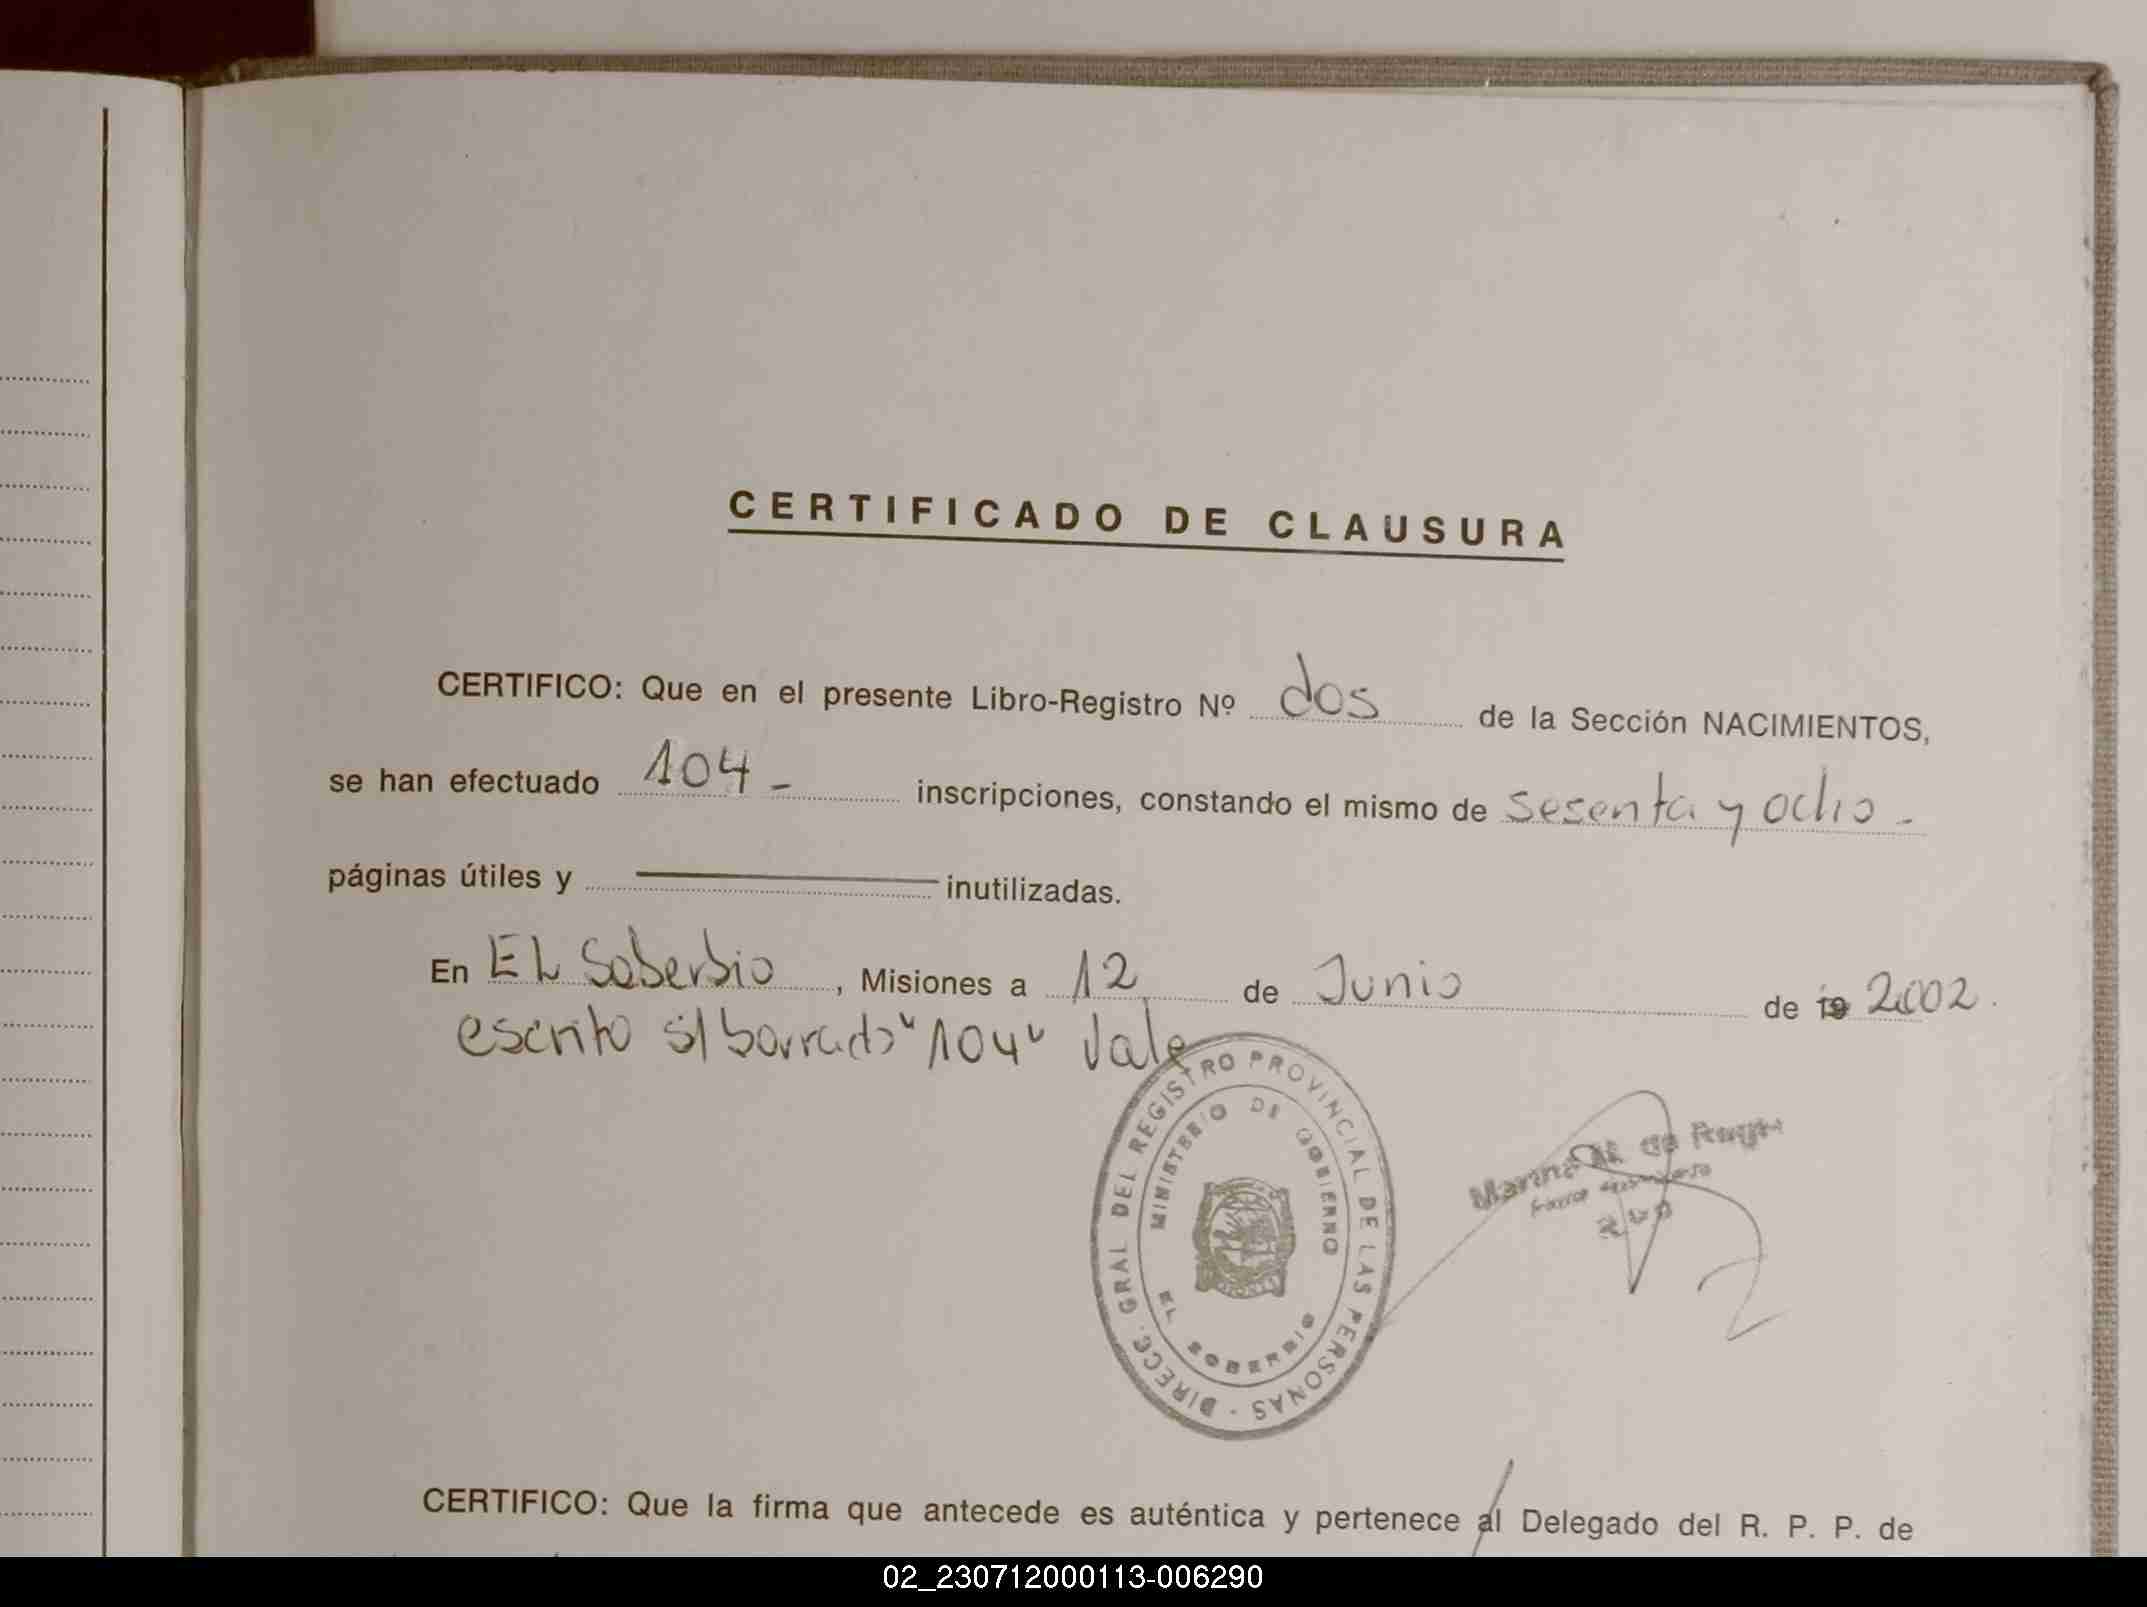 CERTIFICADO DE CLAUSURA
CERTIFICO: Que en el presente Libro-Registro Nº dos de la Sección NACIMIENTOS,
se han efectuado 104- inscripciones, constando el mismo de sesenta y ocho -
páginas útiles y inutilizadas.
En EL Soberbio, Misiones a 12 de Junio de 19 2002.
escrito s/ borrado "104" Vale
DIRECC. GRAL DEL REGISTRO PROVINCIAL DE LAS PERSONAS -
MINISTERIO DE GOBIERNO
EL SOBERBIO
CERTIFICO: Que la firma que antecede es auténtica y pertenece al Delegado del R. P. P. de
02_230712000113-006290